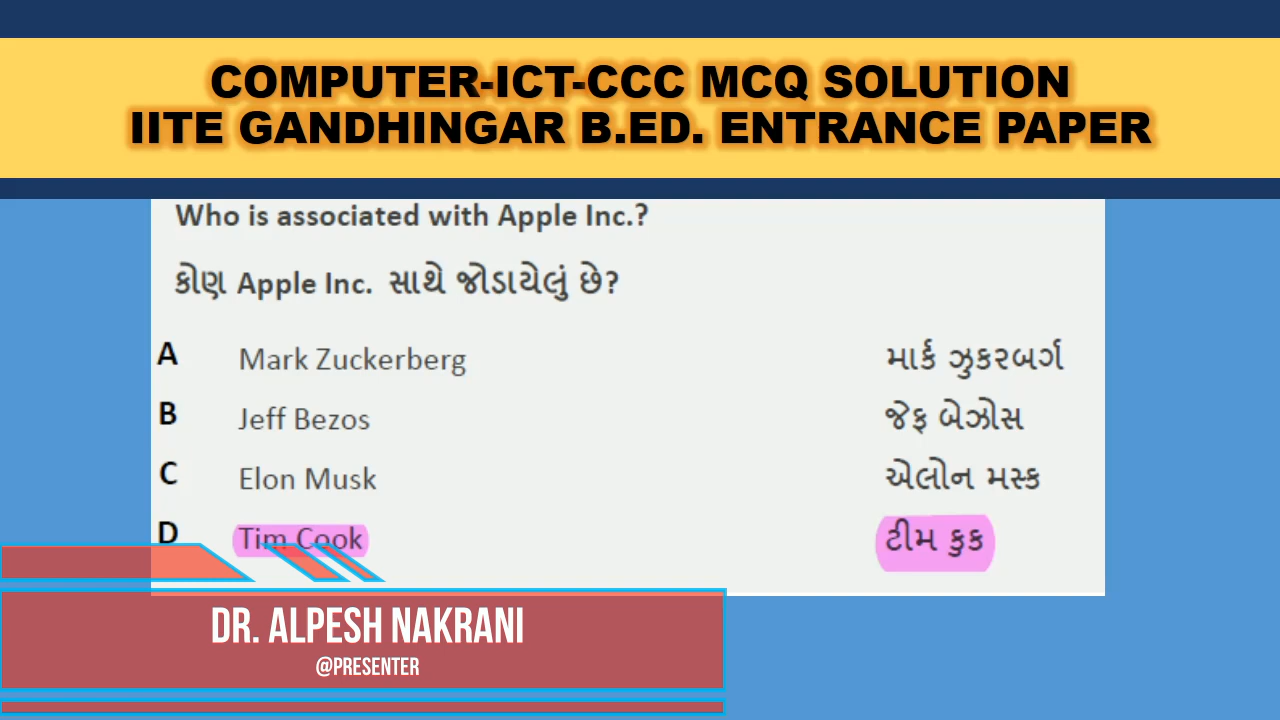 COMPUTER-ICT-CCC MCQ SOLUTION
IITE GANDHINGAR B.ED. ENTRANCE PAPER
Who is associated with Apple Inc.?
કોણ Apple Inc. સાથે જોડાયેલું છે?
A Mark Zuckerberg માર્ક ઝુકરબર્ગ
B Jeff Bezos જેફ બેઝોસ
C Elon Musk એલોન મસ્ક
D Tim Cook ટીમ કુક
DR. ALPESH NAKRANI
@PRESENTER